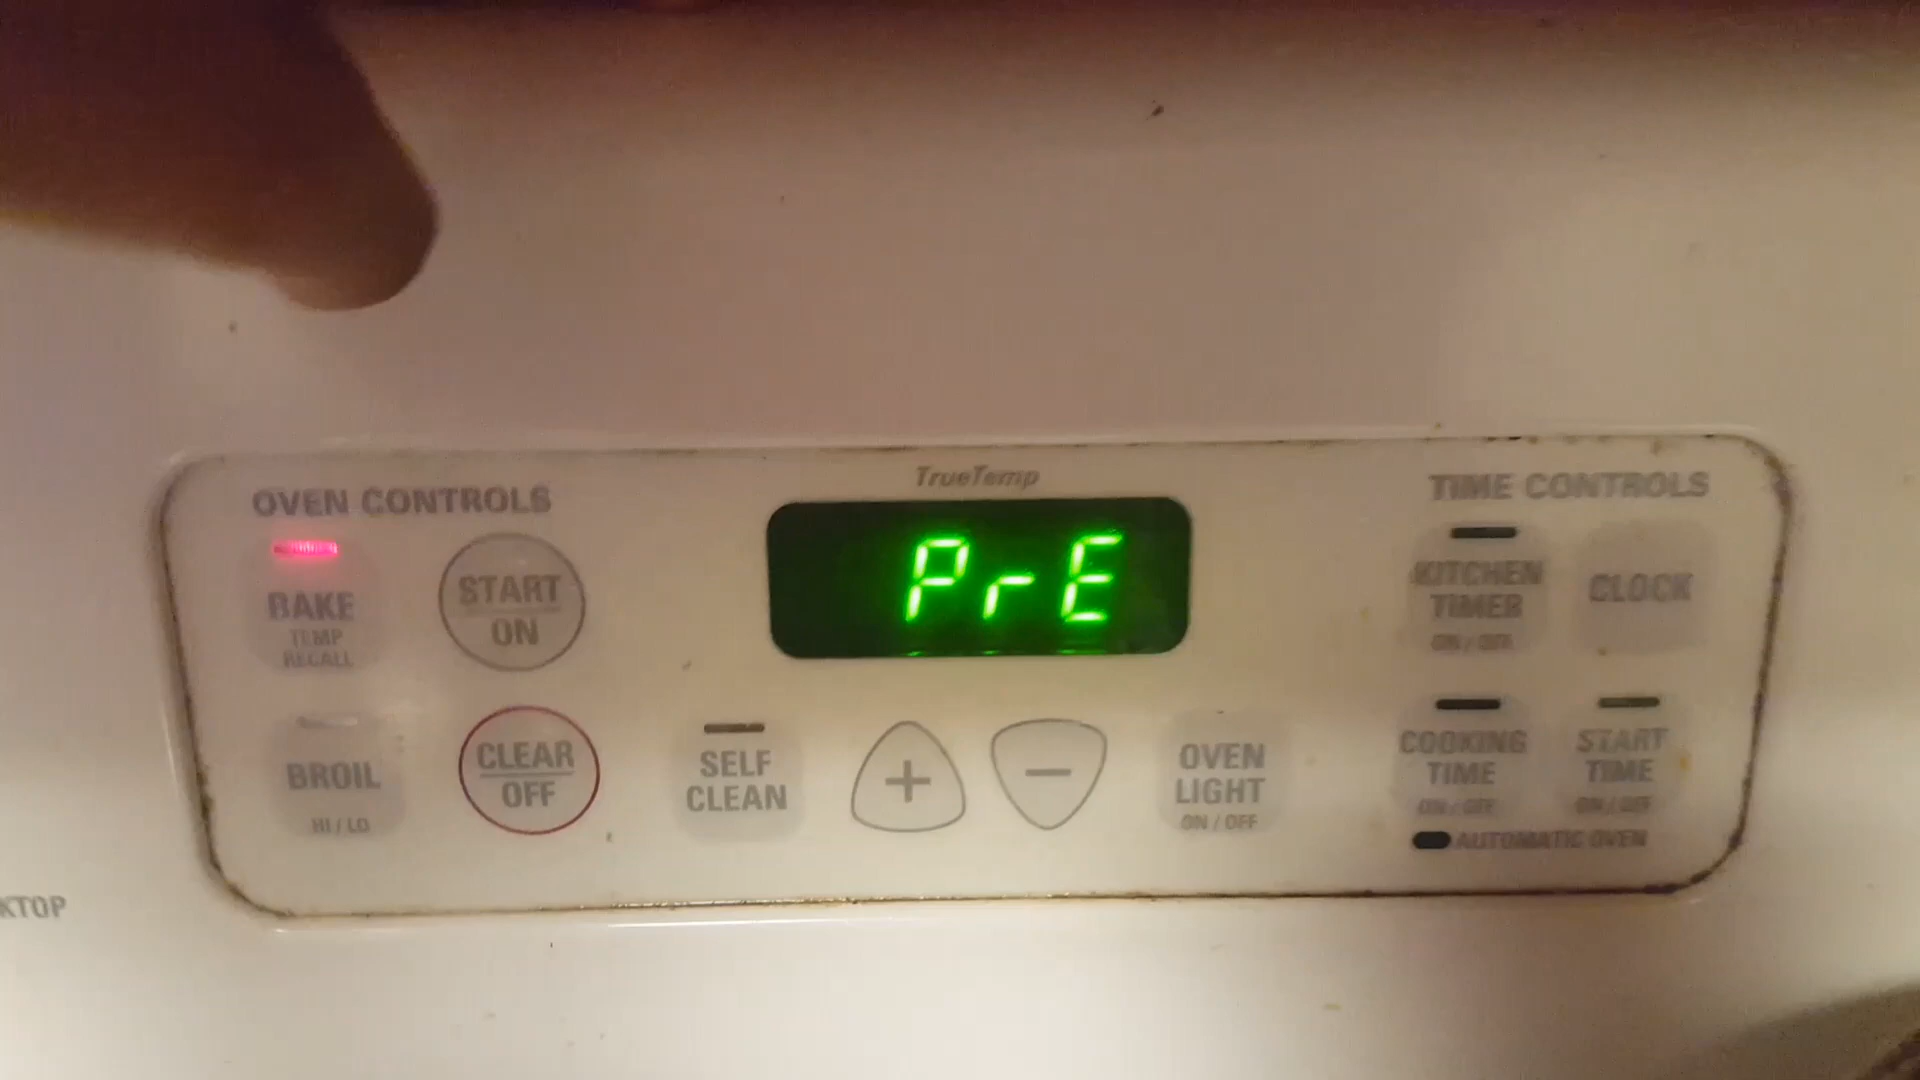 TrueTemp
OVEN CONTROLS
PrE
TIME CONTROLS
BAKE
TEMP
RECALL
START
ON
KITCHEN
TIMER
ON / OFF
CLOCK
BROIL
HI / LO
CLEAR
OFF
SELF
CLEAN
+
−
OVEN
LIGHT
ON / OFF
COOKING
TIME
ON / OFF
START
TIME
ON / OFF
AUTOMATIC OVEN
KTOP